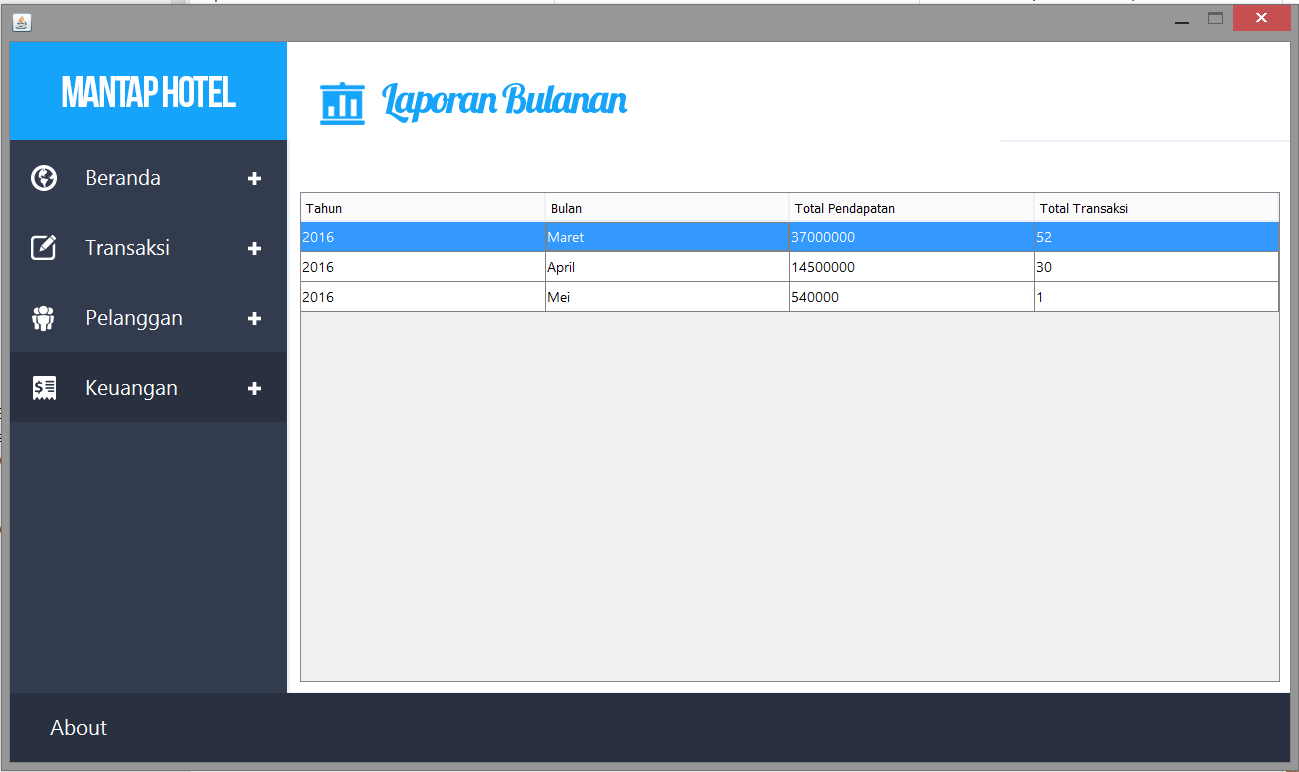 MANTAP HOTEL
Laporan Bulanan
Beranda
Transaksi
Pelanggan
Keuangan
Tahun Bulan Total Pendapatan Total Transaksi
2016 Maret 37000000 52
2016 April 14500000 30
2016 Mei 540000 1
About